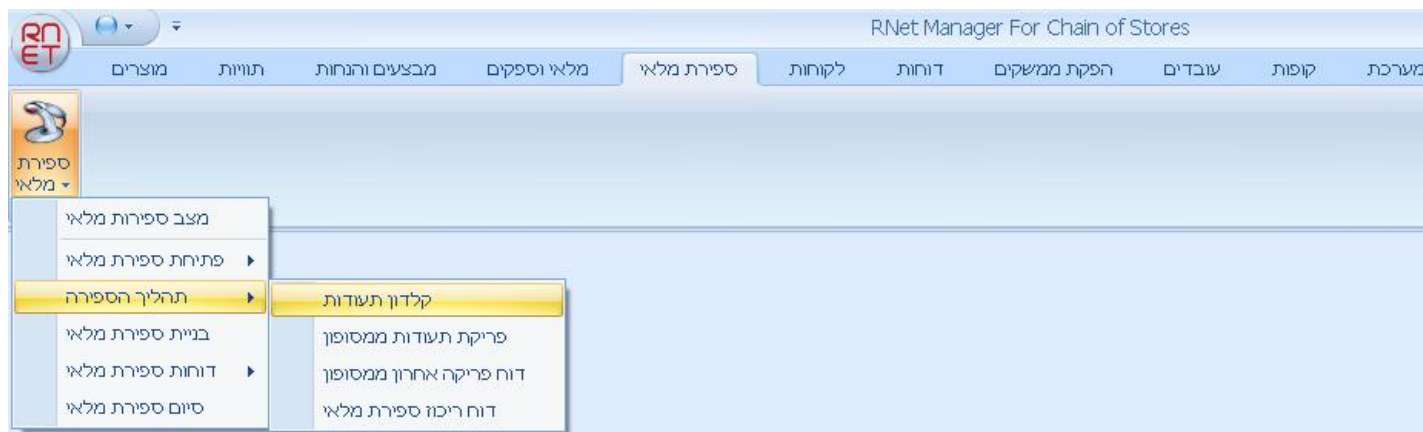 RNET
RNet Manager For Chain of Stores
מוצרים
תוויות
מבצעים והנחות
מלאי וספקים
ספירת מלאי
לקוחות
דוחות
הפקת ממשקים
עובדים
קופות
מערכת
ספירת
מלאי
מצב ספירות מלאי
פתיחת ספירת מלאי
תהליך הספירה
בניית ספירת מלאי
דוחות ספירת מלאי
סיום ספירת מלאי
קלדון תעודות
פריקת תעודות ממסופון
דוח פריקה אחרון ממסופון
דוח ריכוז ספירת מלאי